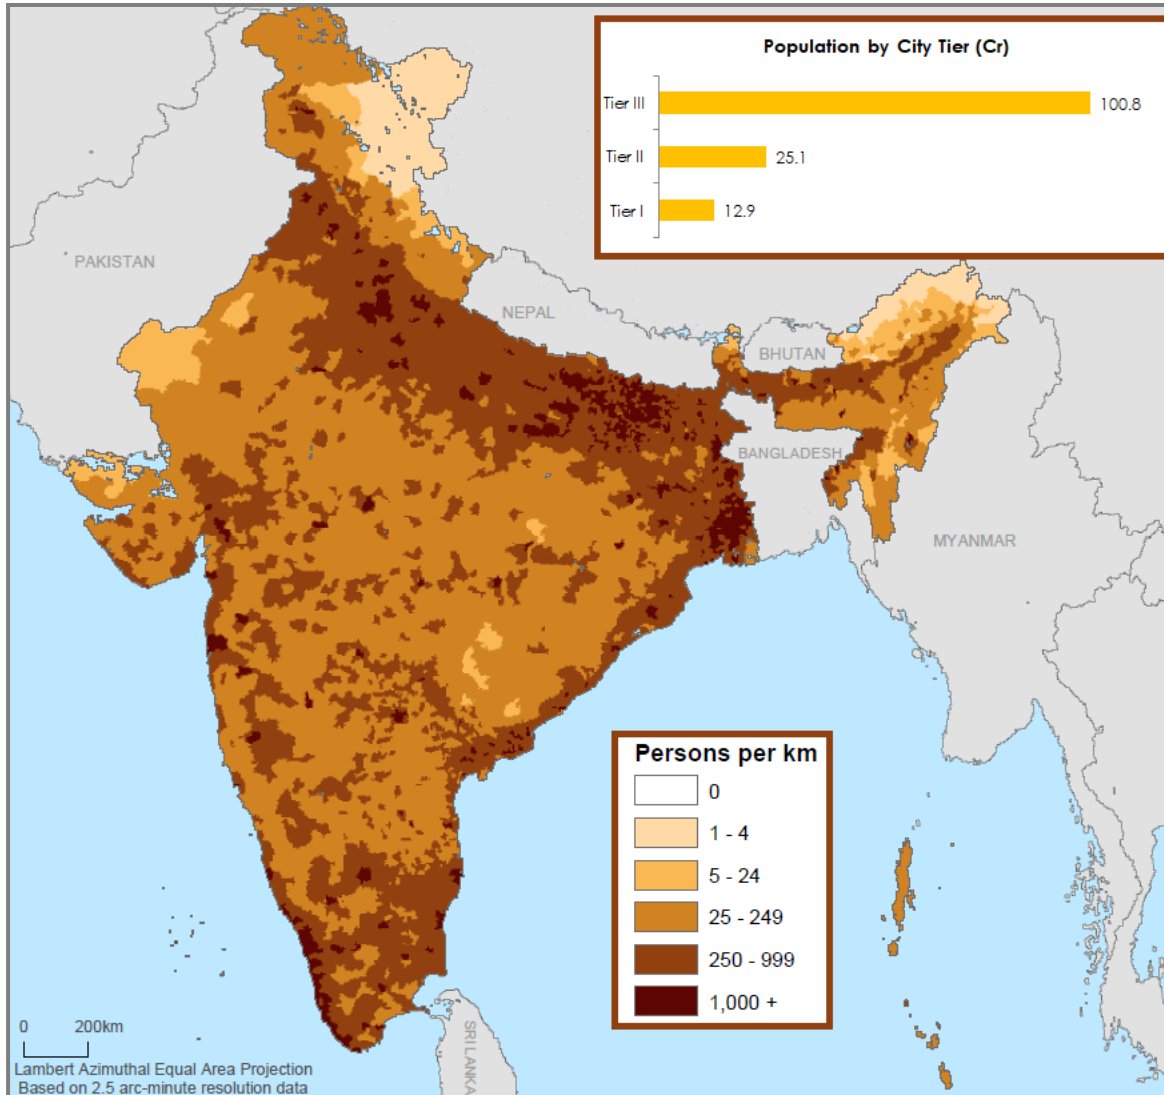 Population by City Tier (Cr)
Tier III
100.8
Tier II
25.1
Tier I
12.9
PAKISTAN
NEPAL
BHUTAN
BANGLADESH
MYANMAR
Persons per km
0
1 - 4
5 - 24
25 - 249
250 - 999
1,000 +
SRI LANKA
0 200km
Lambert Azimuthal Equal Area Projection
Based on 2.5 arc-minute resolution data